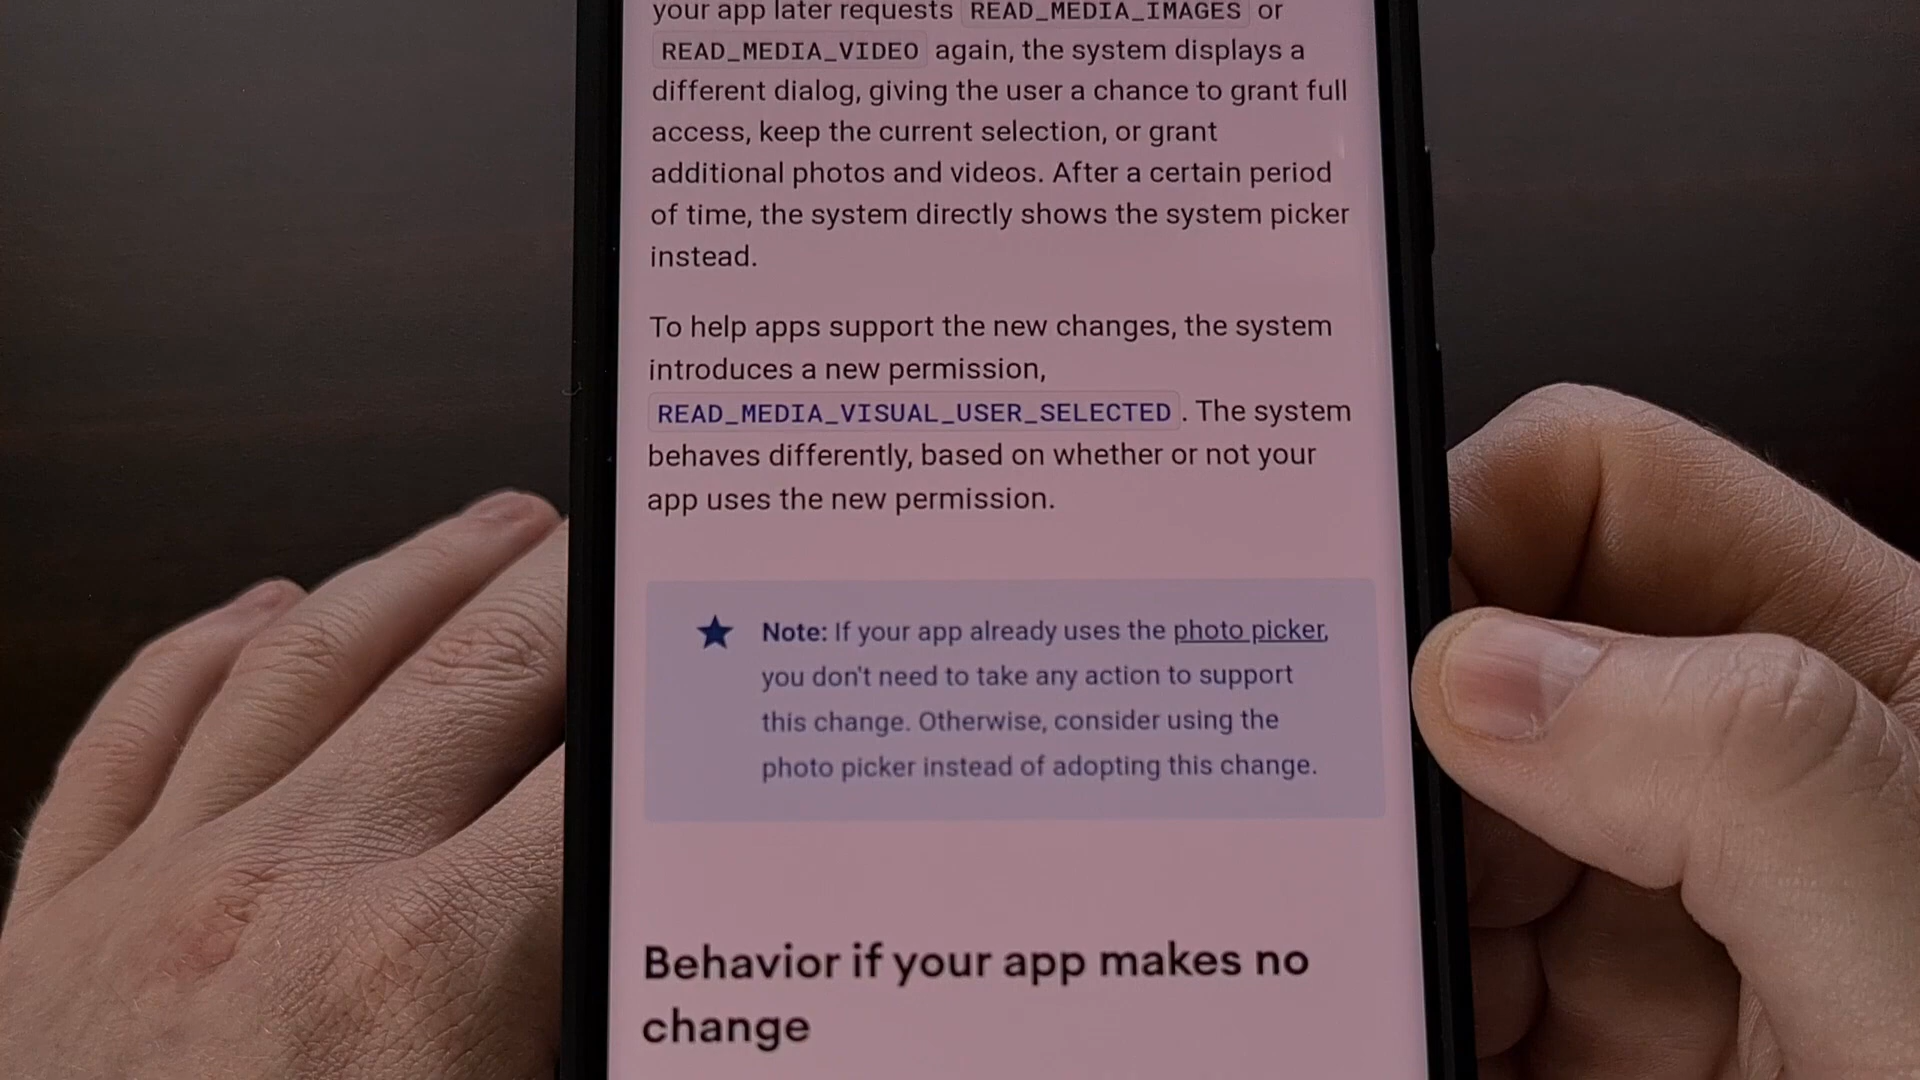 your app later requests READ_MEDIA_IMAGES or
READ_MEDIA_VIDEO again, the system displays a
different dialog, giving the user a chance to grant full
access, keep the current selection, or grant
additional photos and videos. After a certain period
of time, the system directly shows the system picker
instead.
To help apps support the new changes, the system
introduces a new permission,
READ_MEDIA_VISUAL_USER_SELECTED. The system
behaves differently, based on whether or not your
app uses the new permission.
Note: If your app already uses the photo picker,
you don't need to take any action to support
this change. Otherwise, consider using the
photo picker instead of adopting this change.
Behavior if your app makes no
change